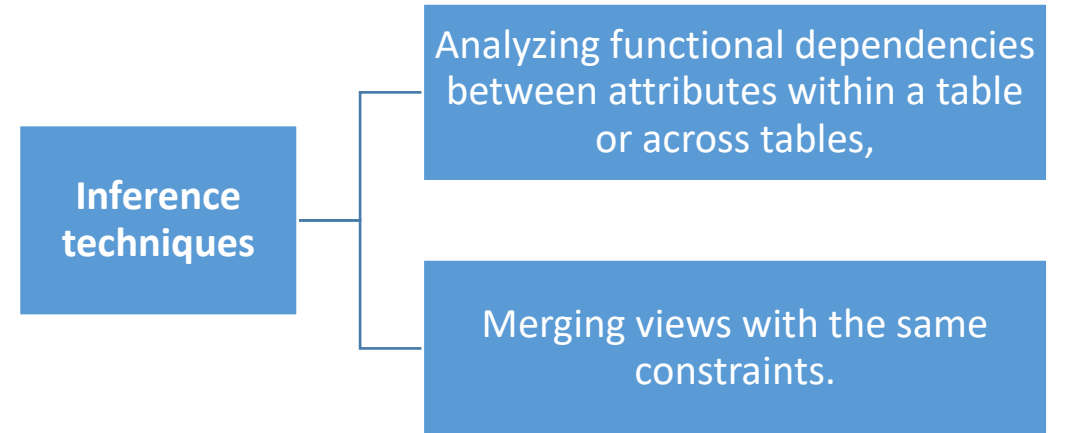 Inference
techniques
Analyzing functional dependencies
between attributes within a table
or across tables,
Merging views with the same
constraints.